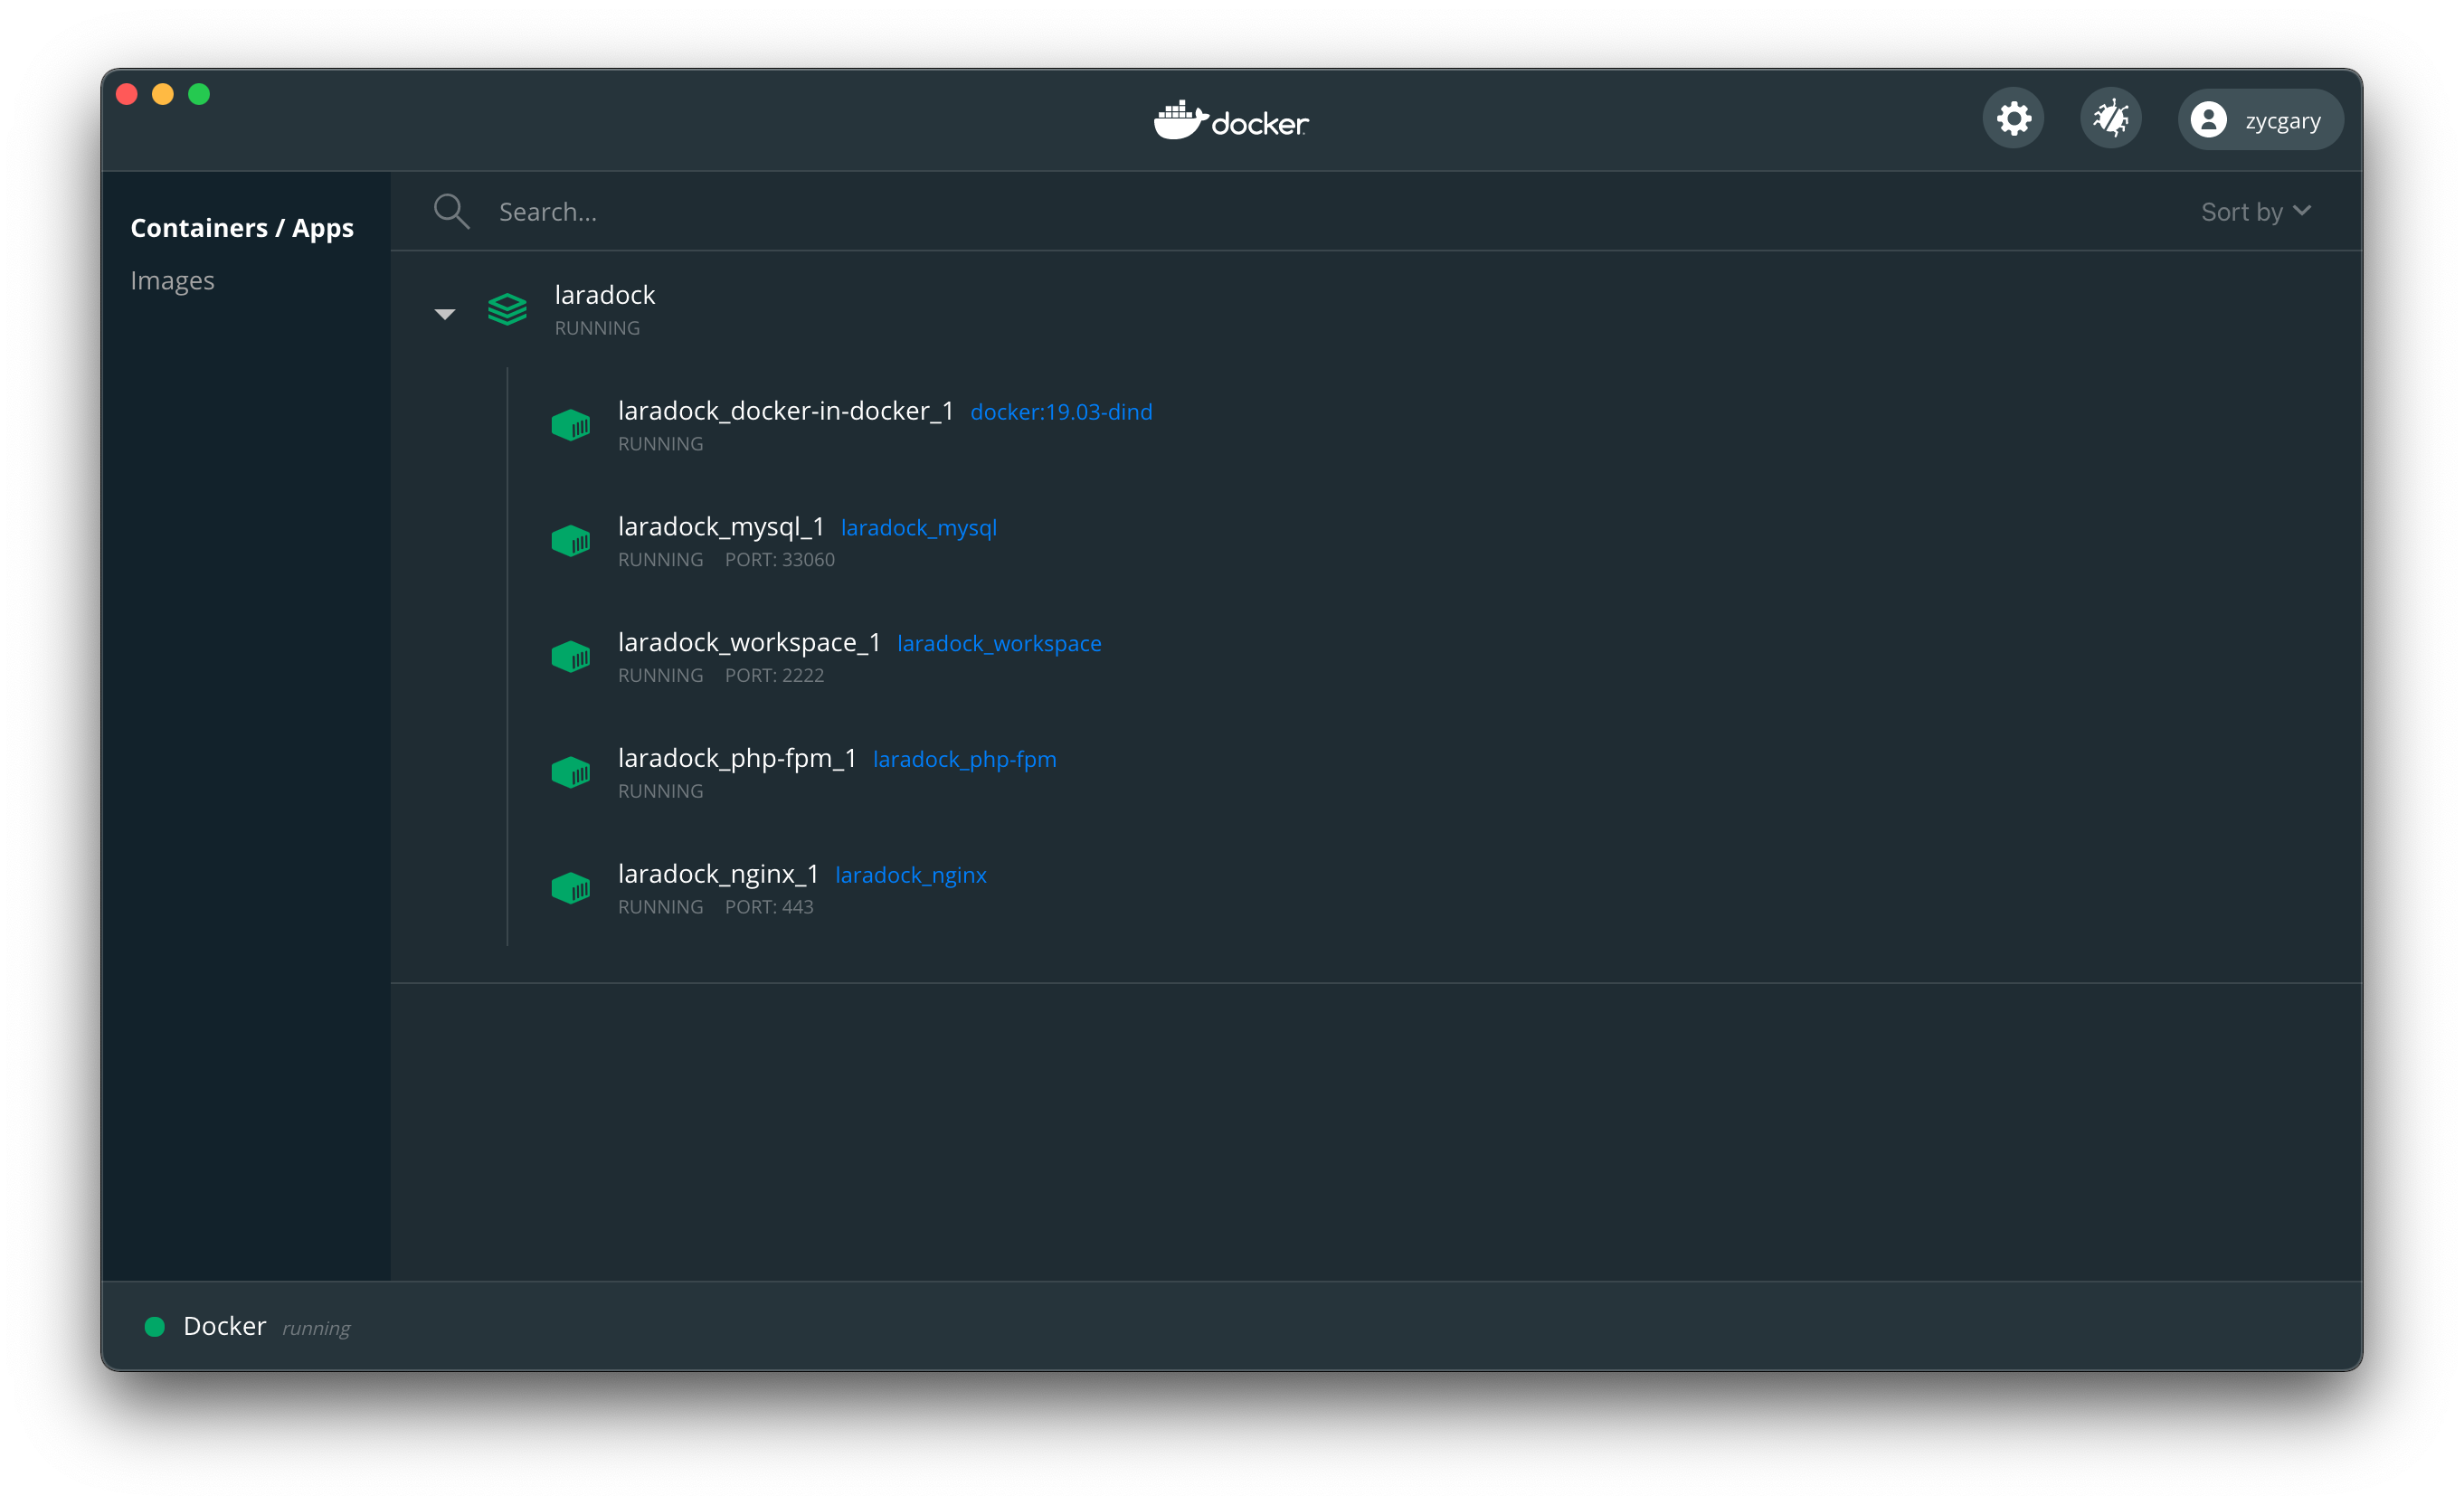 docker
zycgary
Containers / Apps
Images
Search...
Sort by
laradock
RUNNING
laradock_docker-in-docker_1 docker:19.03-dind
RUNNING
laradock_mysql_1 laradock_mysql
RUNNING PORT: 33060
laradock_workspace_1 laradock_workspace
RUNNING PORT: 2222
laradock_php-fpm_1 laradock_php-fpm
RUNNING
laradock_nginx_1 laradock_nginx
RUNNING PORT: 443
Docker running